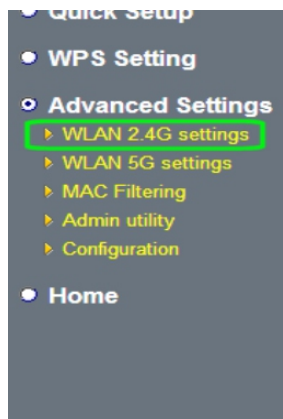 Quick Setup
WPS Setting
Advanced Settings
WLAN 2.4G settings
WLAN 5G settings
MAC Filtering
Admin utility
Configuration
Home